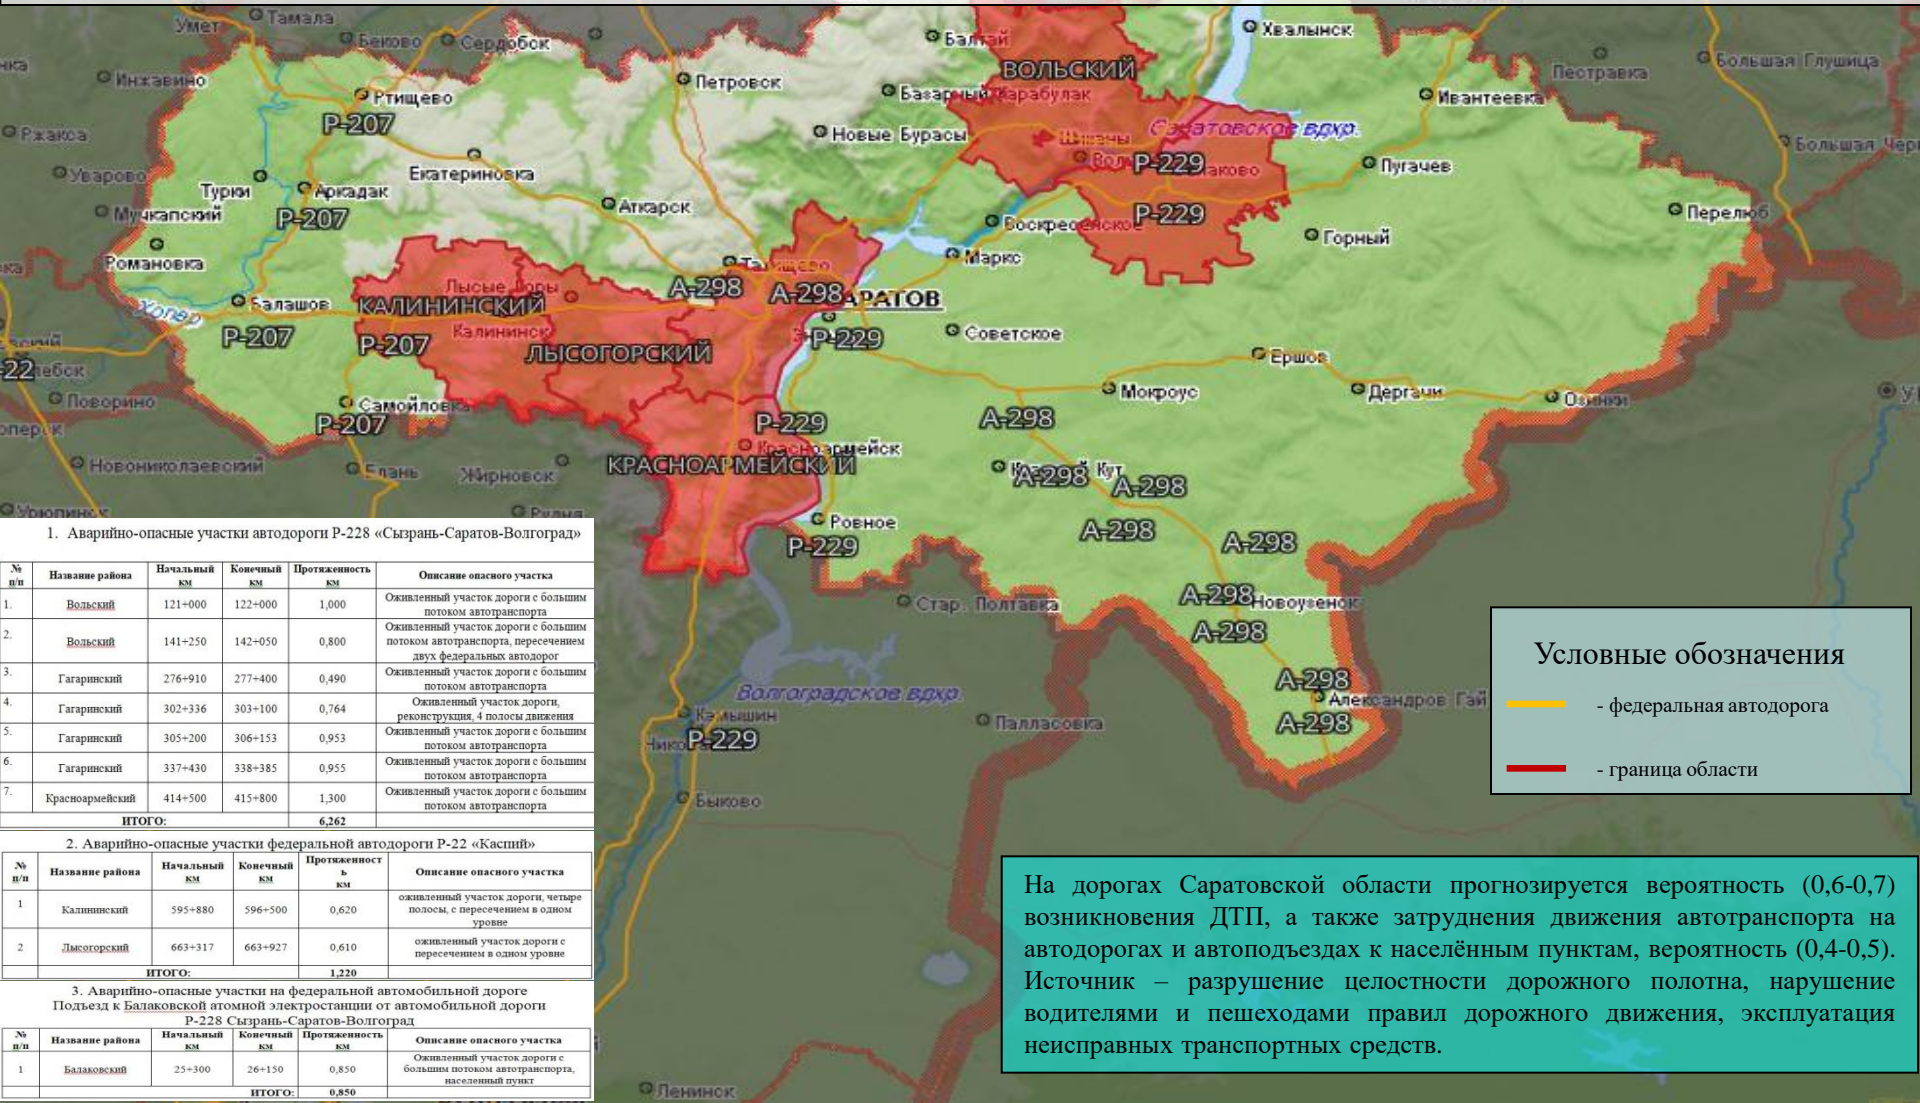 Умет
Тамала
Беково
Сердобск
Балтай
Хвалынск
Пестравка
Большая Глушица
Инжавино
Петровск
ВОЛЬСКИЙ
Базарный Карабулак
Ивантеевка
Ртищево
Р-207
Ржакса
Новые Бурасы
Шиханы
Саратовское вдхр.
Большая Чер
Уварово
Екатериновка
Р-229
Пугачев
Турки
Аркадак
Р-207
Аткарск
Мучкапский
Воскресенское
Р-229
Перелюб
Горный
Романовка
Татищево
Маркс
Лысые Горы
А-298
А-298
АРАТОВ
Хопер
Балашов
КАЛИНИНСКИЙ
Калининск
Р-207
Р-207
ЛЫСОГОРСКИЙ
Р-229
Советское
Ершов
-22
Поворино
Самойловка
Р-207
Мокроус
Дергачи
Озинки
Р-229
А-298
Красноармейск
КРАСНОАРМЕЙСКИЙ
Новониколаевский
Елань
Жирновск
Красный Кут
А-298
А-298
Урюпинск
Рудня
Ровное
Р-229
А-298
А-298
Стар. Полтавка
А-298
Новоузенск
А-298
А-298
Александров Гай
А-298
Волгоградское вдхр.
Камышин
Р-229
Палласовка
Быково
Ленинск
1. Аварийно-опасные участки автодороги Р-228 «Сызрань-Саратов-Волгоград»
№ п/п Название района Начальный км Конечный км Протяженность км Описание опасного участка
1. Вольский 121+000 122+000 1,000 Оживленный участок дороги с большим потоком автотранспорта
2. Вольский 141+250 142+050 0,800 Оживленный участок дороги с большим потоком автотранспорта, пересечением двух федеральных автодорог
3. Гагаринский 276+910 277+400 0,490 Оживленный участок дороги с большим потоком автотранспорта
4. Гагаринский 302+336 303+100 0,764 Оживленный участок дороги, реконструкция, 4 полосы движения
5. Гагаринский 305+200 306+153 0,953 Оживленный участок дороги с большим потоком автотранспорта
6. Гагаринский 337+430 338+385 0,955 Оживленный участок дороги с большим потоком автотранспорта
7. Красноармейский 414+500 415+800 1,300 Оживленный участок дороги с большим потоком автотранспорта
ИТОГО: 6,262
2. Аварийно-опасные участки федеральной автодороги Р-22 «Каспий»
№ п/п Название района Начальный км Конечный км Протяженност ь км Описание опасного участка
1 Калининский 595+880 596+500 0,620 оживленный участок дороги, четыре полосы, с пересечением в одном уровне
2 Лысогорский 663+317 663+927 0,610 оживленный участок дороги с пересечением в одном уровне
ИТОГО: 1,220
3. Аварийно-опасные участки на федеральной автомобильной дороге
Подъезд к Балаковской атомной электростанции от автомобильной дороги
Р-228 Сызрань-Саратов-Волгоград
№ п/п Название района Начальный км Конечный км Протяженность км Описание опасного участка
1 Балаковский 25+300 26+150 0,850 Оживленный участок дороги с большим потоком автотранспорта, населенный пункт
ИТОГО: 0,850
Условные обозначения
- федеральная автодорога
- граница области
На дорогах Саратовской области прогнозируется вероятность (0,6-0,7)
возникновения ДТП, а также затруднения движения автотранспорта на
автодорогах и автоподъездах к населённым пунктам, вероятность (0,4-0,5).
Источник – разрушение целостности дорожного полотна, нарушение
водителями и пешеходами правил дорожного движения, эксплуатация
неисправных транспортных средств.